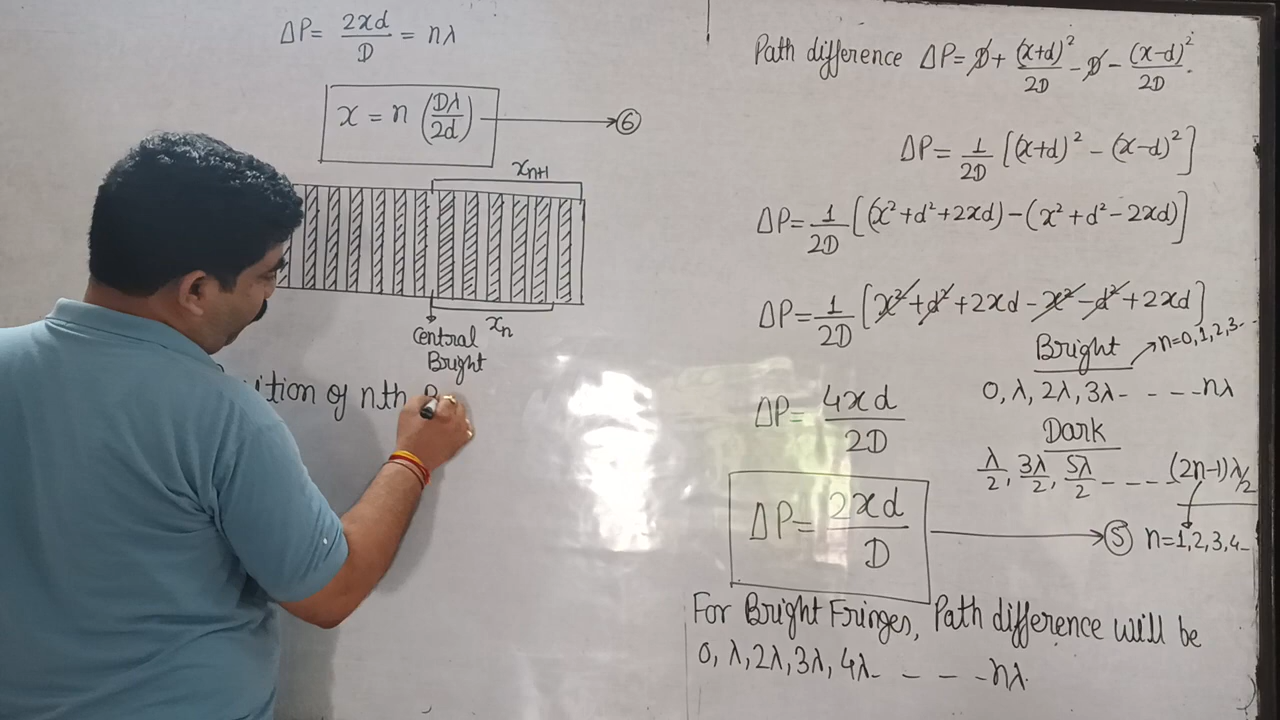 ΔP = 2xd/D = nλ
x = n (Dλ/2d) → ⑥
xn+1
xn
Central
Bright
ition of nth B
Path difference ΔP = D + (x+d)²/2D - D - (x-d)²/2D.
ΔP = 1/2D [(x+d)² - (x-d)²]
ΔP = 1/2D [(x²+d²+2xd)-(x²+d²-2xd)]
ΔP = 1/2D [x²+d²+2xd-x²-d²+2xd]
Bright → n=0,1,2,3--
0, λ, 2λ, 3λ- - - -nλ
ΔP = 4xd/2D
Dark
λ/2, 3λ/2, 5λ/2 - - - - (2n-1)λ/2
ΔP = 2xd/D → ⑤
n=1,2,3,4-
For Bright Fringes, Path difference will be
0, λ, 2λ, 3λ, 4λ- - - -nλ.